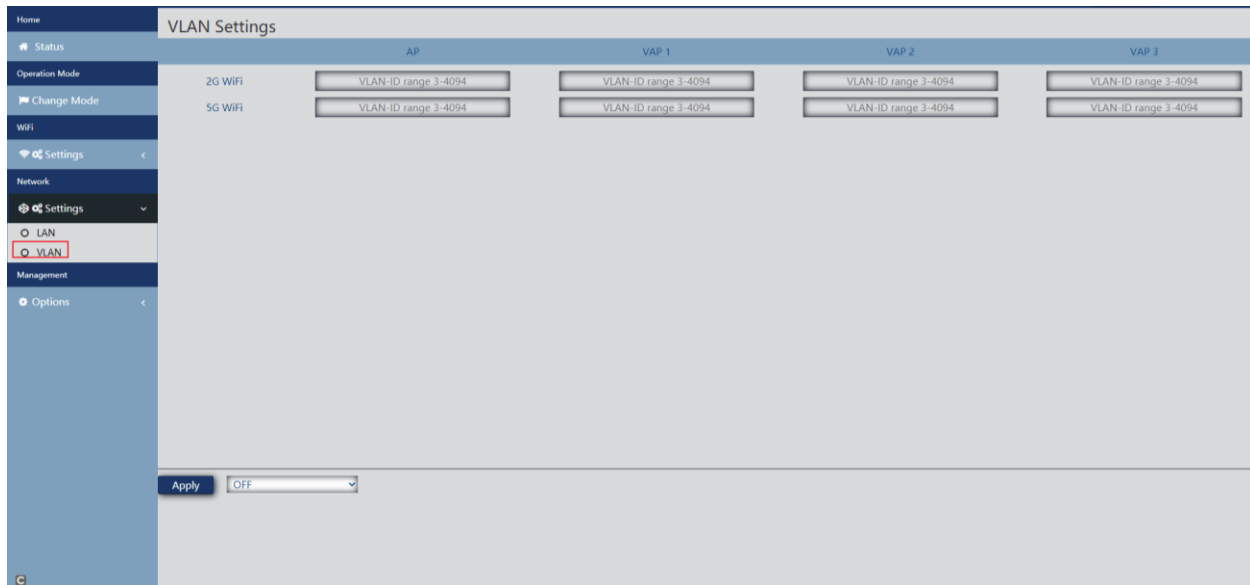 Home
Status
Operation Mode
Change Mode
WiFi
Settings
Network
Settings
LAN
VLAN
Management
Options
VLAN Settings
AP VAP 1 VAP 2 VAP 3
2G WiFi VLAN-ID range 3-4094 VLAN-ID range 3-4094 VLAN-ID range 3-4094 VLAN-ID range 3-4094
5G WiFi VLAN-ID range 3-4094 VLAN-ID range 3-4094 VLAN-ID range 3-4094 VLAN-ID range 3-4094
Apply OFF